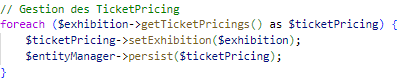 // Gestion des TicketPricing
foreach ($exhibition->getTicketPricings() as $ticketPricing) {
    $ticketPricing->setExhibition($exhibition);
    $entityManager->persist($ticketPricing);
}